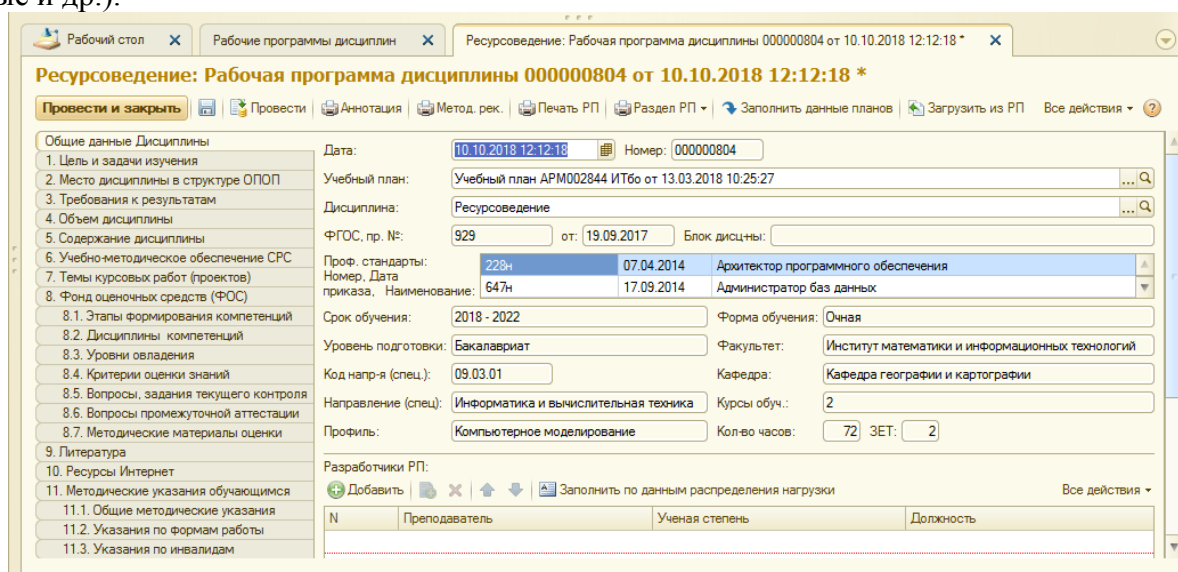 ые и др.).
Рабочий стол
Рабочие программы дисциплин
Ресурсоведение: Рабочая программа дисциплины 000000804 от 10.10.2018 12:12:18 *
Ресурсоведение: Рабочая программа дисциплины 000000804 от 10.10.2018 12:12:18 *
Провести и закрыть Провести Аннотация Метод. рек. Печать РП Раздел РП Заполнить данные планов Загрузить из РП Все действия
Общие данные Дисциплины
1. Цель и задачи изучения
2. Место дисциплины в структуре ОПОП
3. Требования к результатам
4. Объем дисциплины
5. Содержание дисциплины
6. Учебно-методическое обеспечение СРС
7. Темы курсовых работ (проектов)
8. Фонд оценочных средств (ФОС)
8.1. Этапы формирования компетенций
8.2. Дисциплины компетенций
8.3. Уровни овладения
8.4. Критерии оценки знаний
8.5. Вопросы, задания текущего контроля
8.6. Вопросы промежуточной аттестации
8.7. Методические материалы оценки
9. Литература
10. Ресурсы Интернет
11. Методические указания обучающимся
11.1. Общие методические указания
11.2. Указания по формам работы
11.3. Указания по инвалидам
Дата: 10.10.2018 12:12:18 Номер: 000000804
Учебный план: Учебный план АРМ002844 ИТбо от 13.03.2018 10:25:27 ...
Дисциплина: Ресурсоведение ...
ФГОС, пр. №: 929 от: 19.09.2017 Блок дисц-ны:
Проф. стандарты:
Номер, Дата
приказа, Наименование:
228н 07.04.2014 Архитектор программного обеспечения
647н 17.09.2014 Администратор баз данных
Срок обучения: 2018 - 2022 Форма обучения: Очная
Уровень подготовки: Бакалавриат Факультет: Институт математики и информационных технологий
Код напр-я (спец.): 09.03.01 Кафедра: Кафедра географии и картографии
Направление (спец): Информатика и вычислительная техника Курсы обуч.: 2
Профиль: Компьютерное моделирование Кол-во часов: 72 ЗЕТ: 2
Разработчики РП:
Добавить Заполнить по данным распределения нагрузки Все действия
N Преподаватель Ученая степень Должность